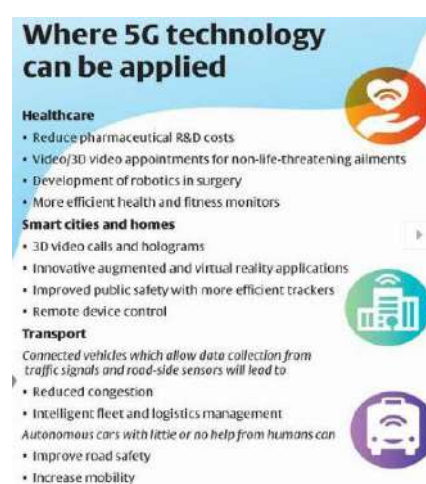 Where 5G technology
can be applied
Healthcare
• Reduce pharmaceutical R&D costs
• Video/3D video appointments for non-life-threatening ailments
• Development of robotics in surgery
• More efficient health and fitness monitors
Smart cities and homes
• 3D video calls and holograms
• Innovative augmented and virtual reality applications
• Improved public safety with more efficient trackers
• Remote device control
Transport
Connected vehicles which allow data collection from
traffic signals and road-side sensors will lead to
• Reduced congestion
• Intelligent fleet and logistics management
Autonomous cars with little or no help from humans can
• Improve road safety
• Increase mobility